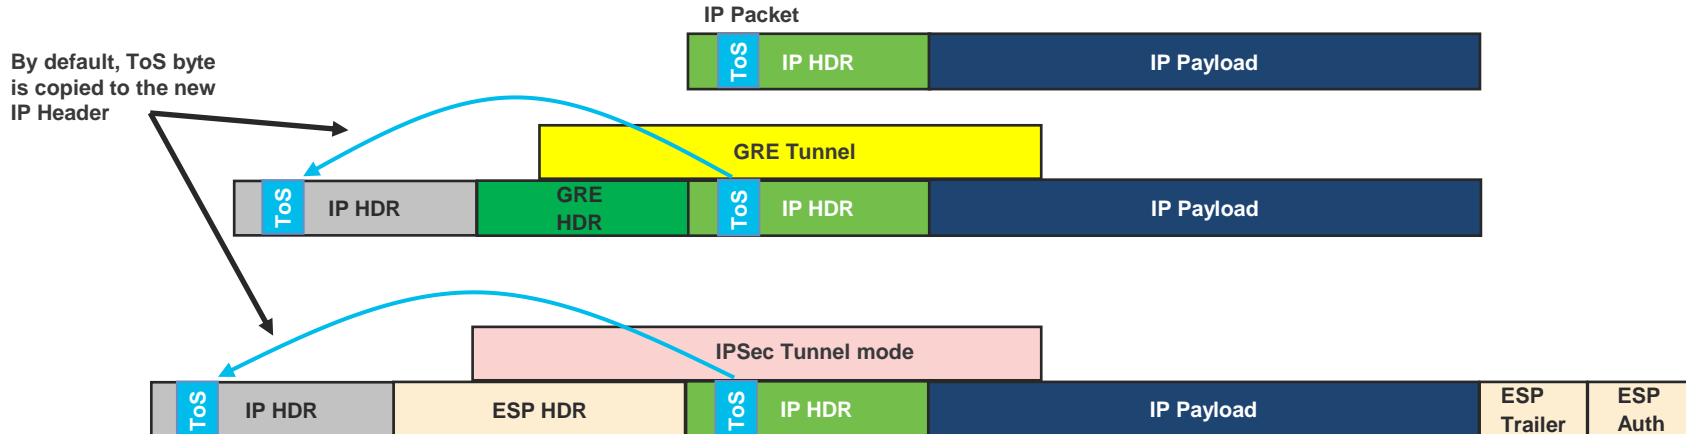 IP Packet
ToS
IP HDR
IP Payload
By default, ToS byte
is copied to the new
IP Header
GRE Tunnel
ToS
IP HDR
GRE
HDR
ToS
IP HDR
IP Payload
IPSec Tunnel mode
ToS
IP HDR
ESP HDR
ToS
IP HDR
IP Payload
ESP
Trailer
ESP
Auth